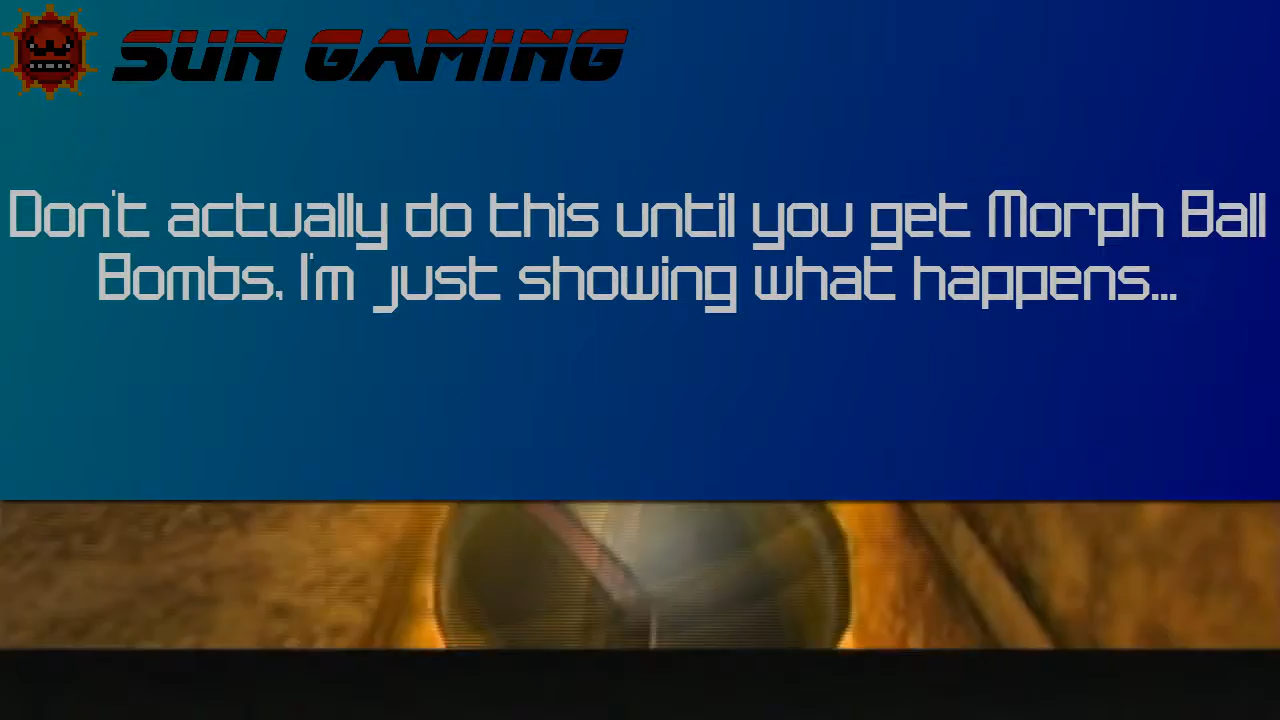 SUN GAMING
Don't actually do this until you get Morph Ball
Bombs. I'm just showing what happens...